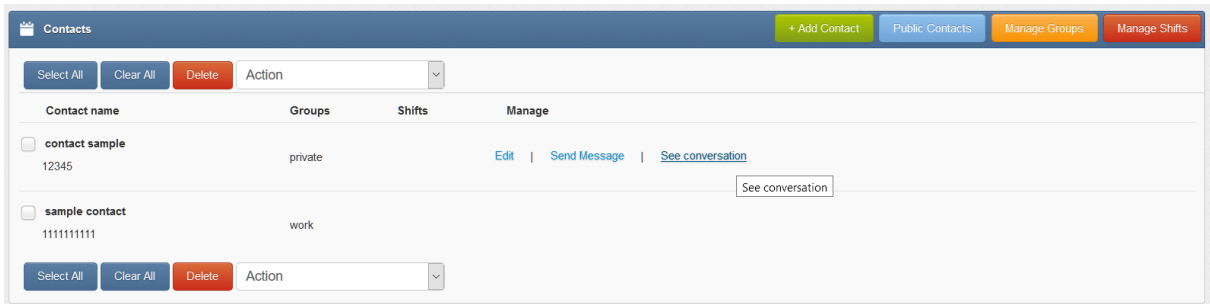 Contacts + Add Contact Public Contacts Manage Groups Manage Shifts
Select All Clear All Delete Action
Contact name Groups Shifts Manage
contact sample
12345
private
Edit | Send Message | See conversation
See conversation
sample contact
1111111111
work
Select All Clear All Delete Action